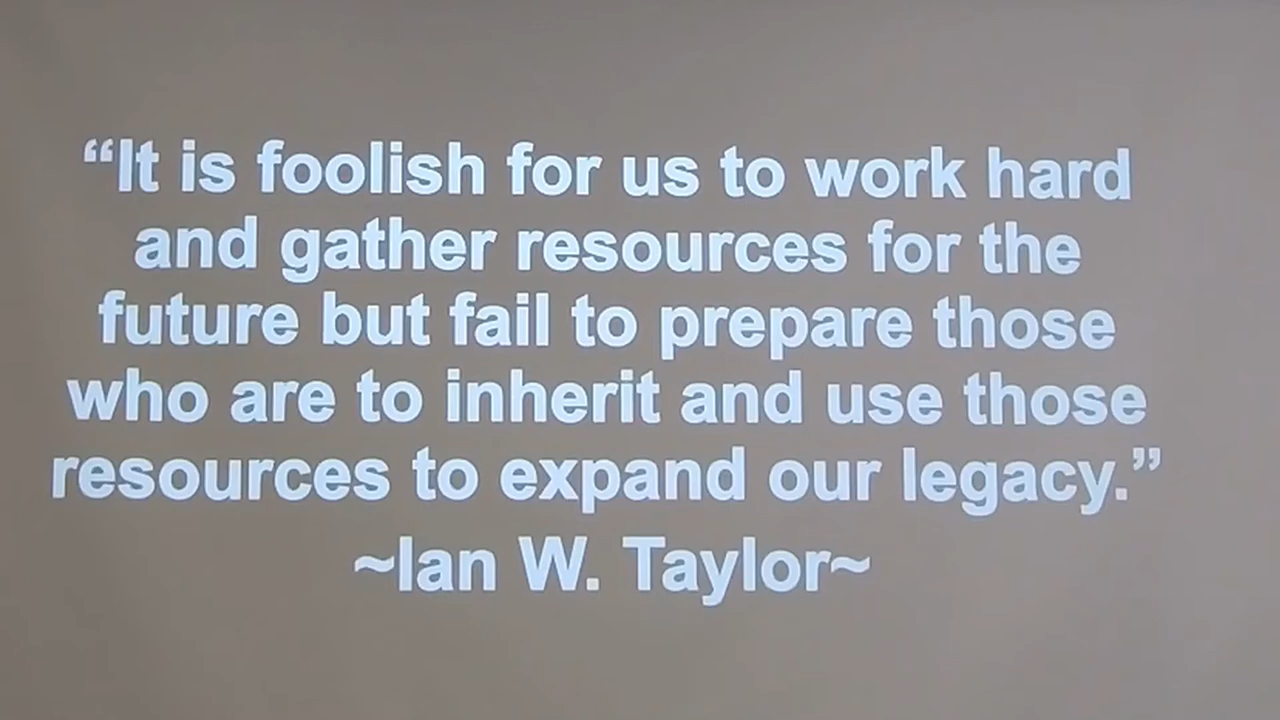 “It is foolish for us to work hard
and gather resources for the
future but fail to prepare those
who are to inherit and use those
resources to expand our legacy.”
~Ian W. Taylor~